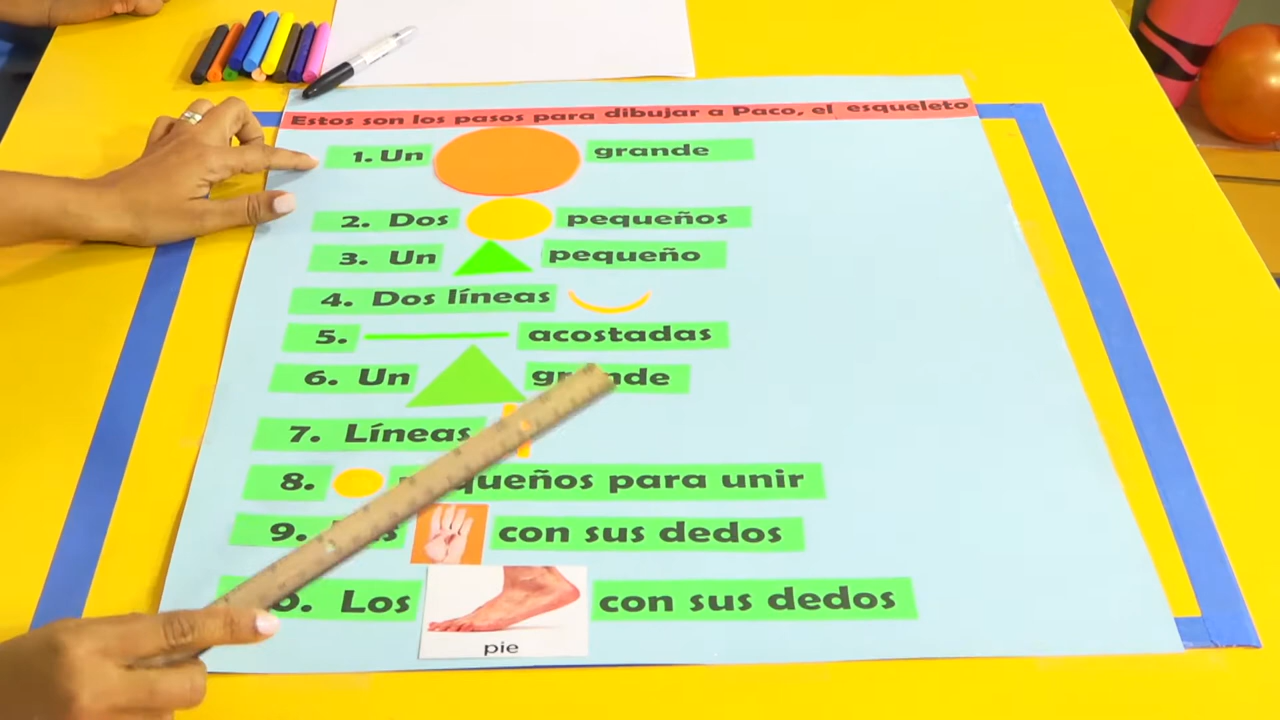 Estos son los pasos para dibujar a Paco, el esqueleto
1. Un grande
2. Dos pequeños
3. Un pequeño
4. Dos líneas
5. acostadas
6. Un grande
7. Líneas
8. pequeños para unir
9. con sus dedos
Los con sus dedos
pie